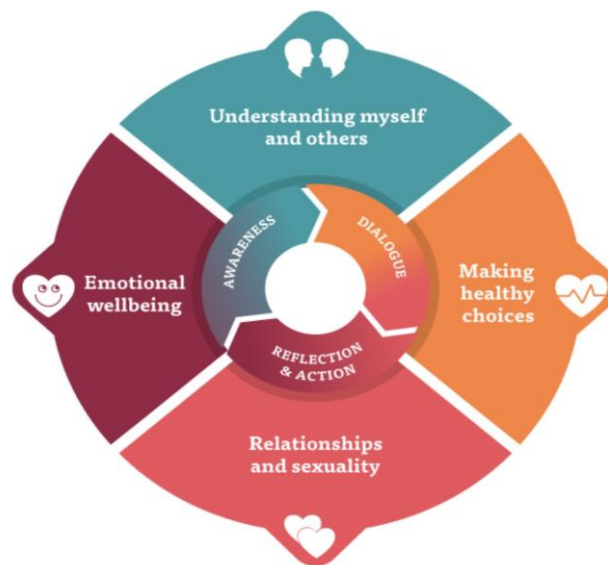 Understanding myself
and others
AWARENESS
DIALOGUE
Emotional
wellbeing
Making
healthy
choices
REFLECTION
& ACTION
Relationships
and sexuality